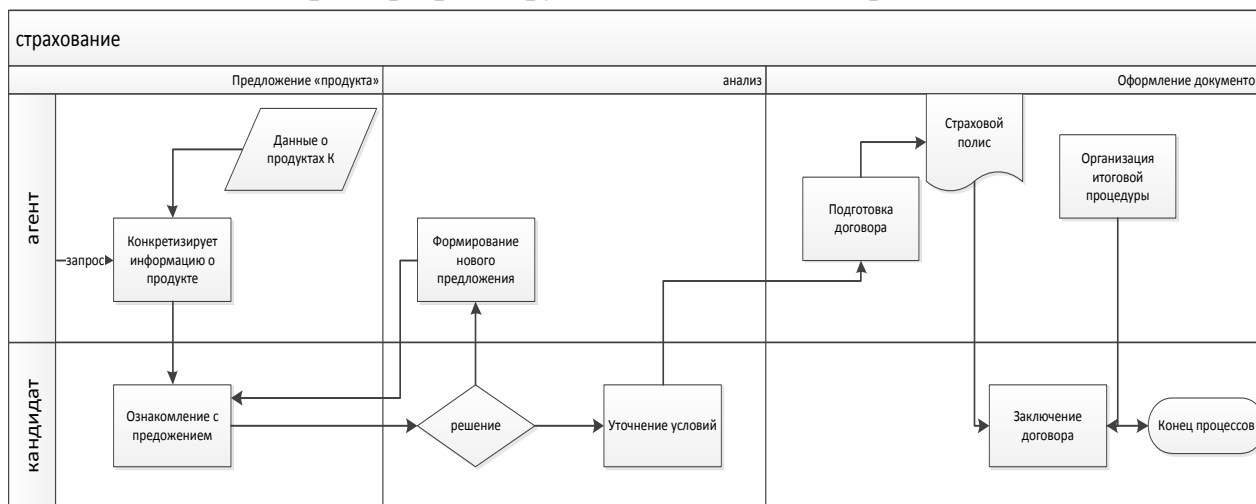 страхование
Предложение «продукта»
анализ
Оформление документо
агент
кандидат
Данные о
продуктах К
запрос
Конкретизирует
информацию о
продукте
Формирование
нового
предложения
Подготовка
договора
Страховой
полис
Организация
итоговой
процедуры
Ознакомление с
предожением
решение
Уточнение условий
Заключение
договора
Конец процессов